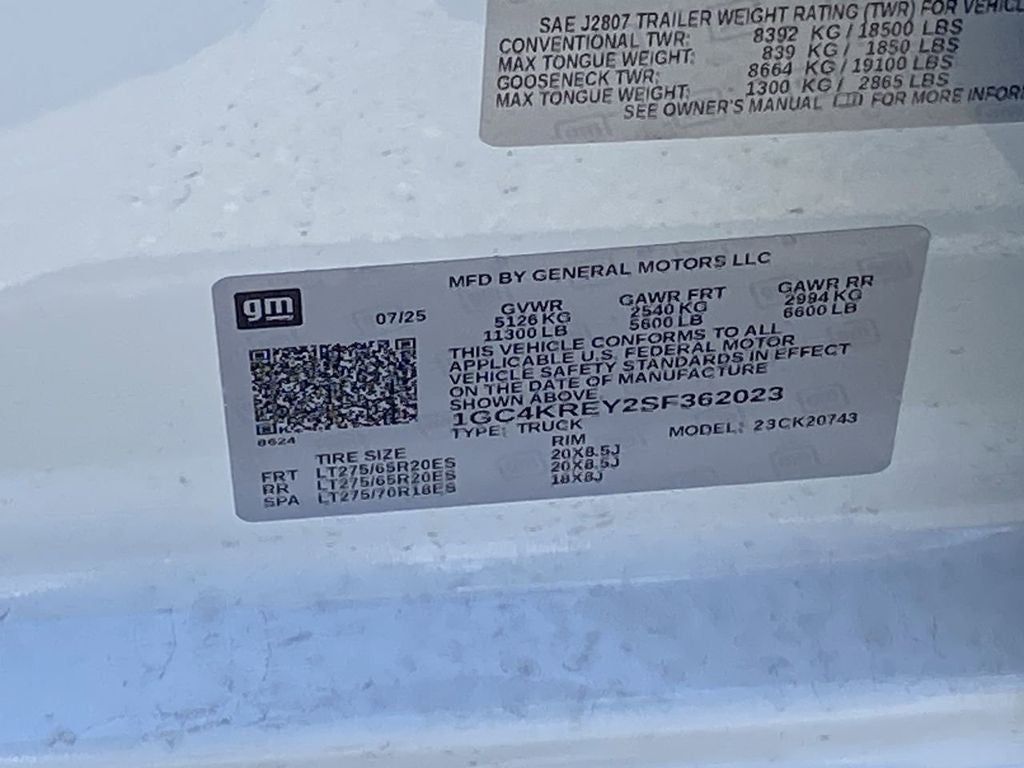 SAE J2807 TRAILER WEIGHT RATING (TWR) FOR
CONVENTIONAL TWR: 8392 KG / 18500 LBS
MAX TONGUE WEIGHT: 839 KG / 1850 LBS
GOOSENECK TWR: 8664 KG / 19100 LBS
MAX TONGUE WEIGHT: 1300 KG / 2865 LBS
SEE OWNER'S MANUAL FOR MORE
MFD BY GENERAL MOTORS LLC
gm
07/25
GVWR GAWR FRT GAWR RR
5126 KG 2540 KG 2994 KG
11300 LB 5600 LB 6600 LB
THIS VEHICLE CONFORMS TO ALL
APPLICABLE U.S. FEDERAL MOTOR
VEHICLE SAFETY STANDARDS IN EFFECT
ON THE DATE OF MANUFACTURE
SHOWN ABOVE.
1GC4KREY2SF362023
TYPE: TRUCK MODEL: 23CK20743
8624
TIRE SIZE RIM
FRT LT275/65R20ES 20X8.5J
RR LT275/65R20ES 20X8.5J
SPA LT275/70R18ES 18X8J